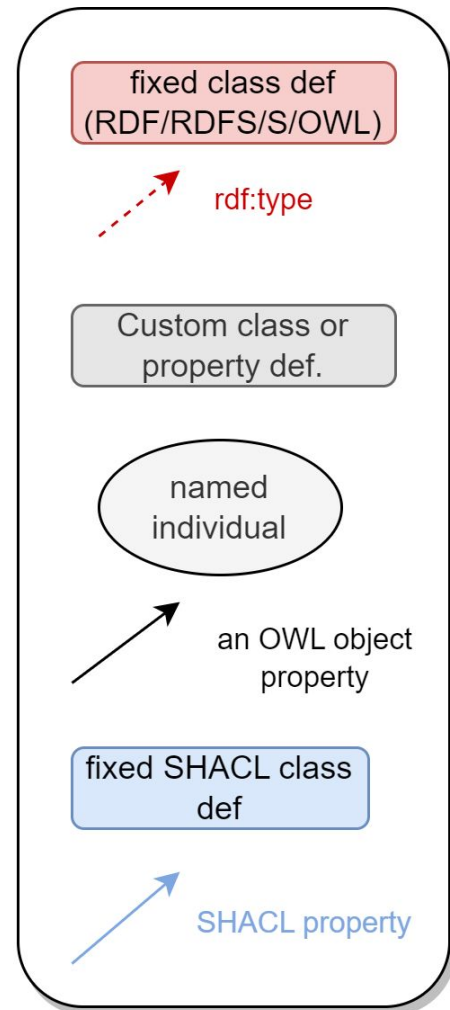 fixed class def
(RDF/RDFS/S/OWL)
rdf:type
Custom class or
property def.
named
individual
an OWL object
property
fixed SHACL class
def
SHACL property